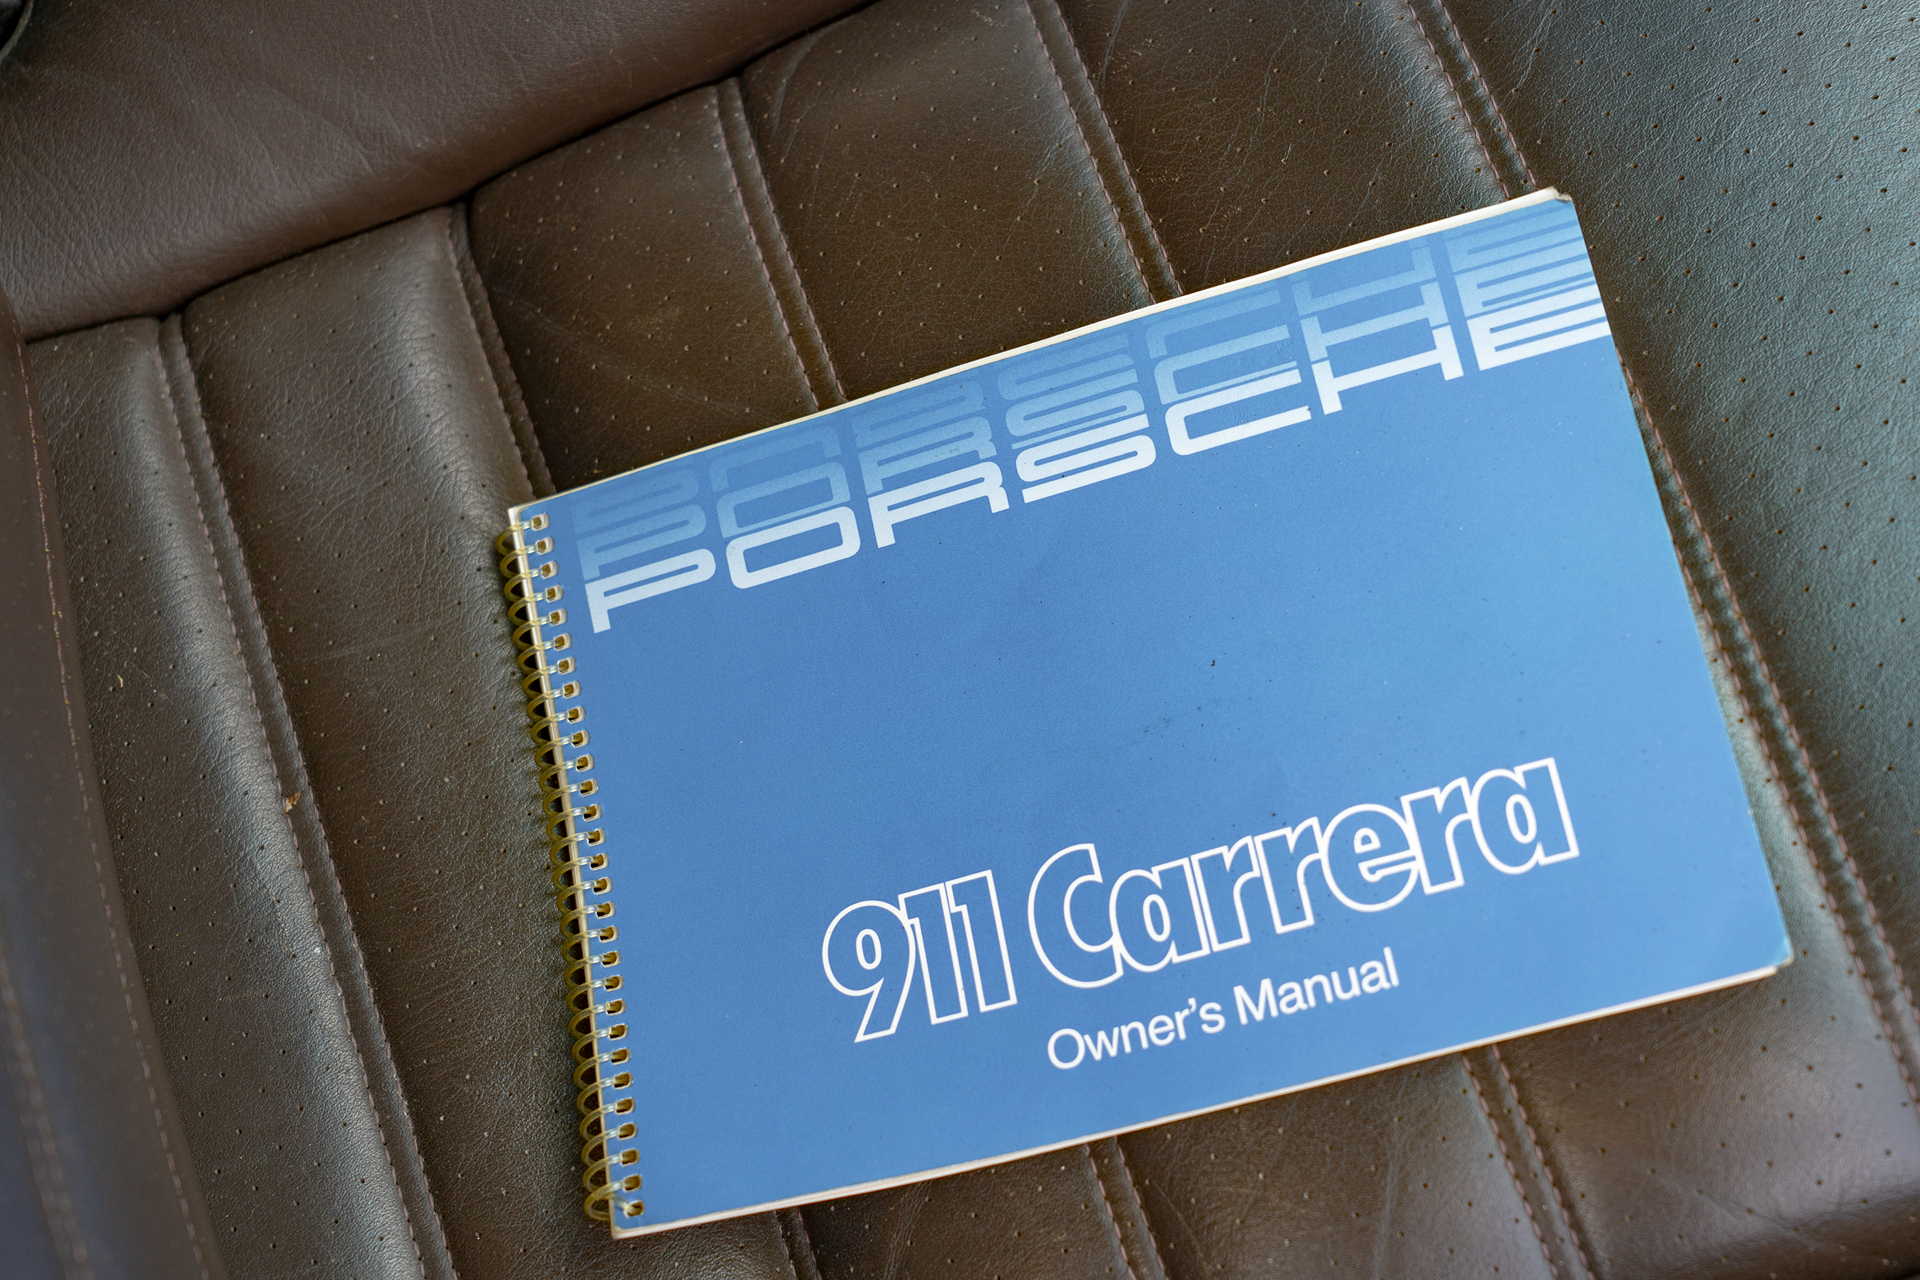 PORSCHE
911 Carrera
Owner's Manual